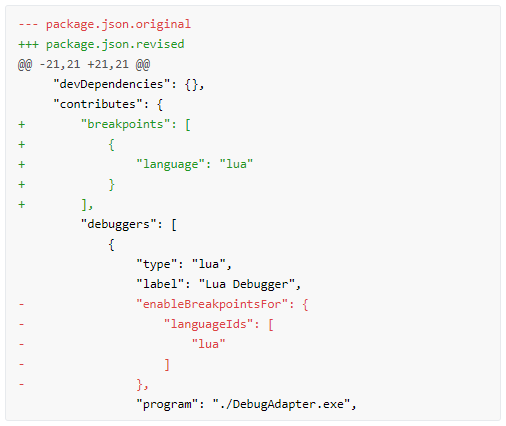 --- package.json.original
+++ package.json.revised
@@ -21,21 +21,21 @@
     "devDependencies": {},
     "contributes": {
+        "breakpoints": [
+            {
+                "language": "lua"
+            }
+        ],
         "debuggers": [
             {
                 "type": "lua",
                 "label": "Lua Debugger",
-                "enableBreakpointsFor": {
-                    "languageIds": [
-                        "lua"
-                    ]
-                },
                 "program": "./DebugAdapter.exe",